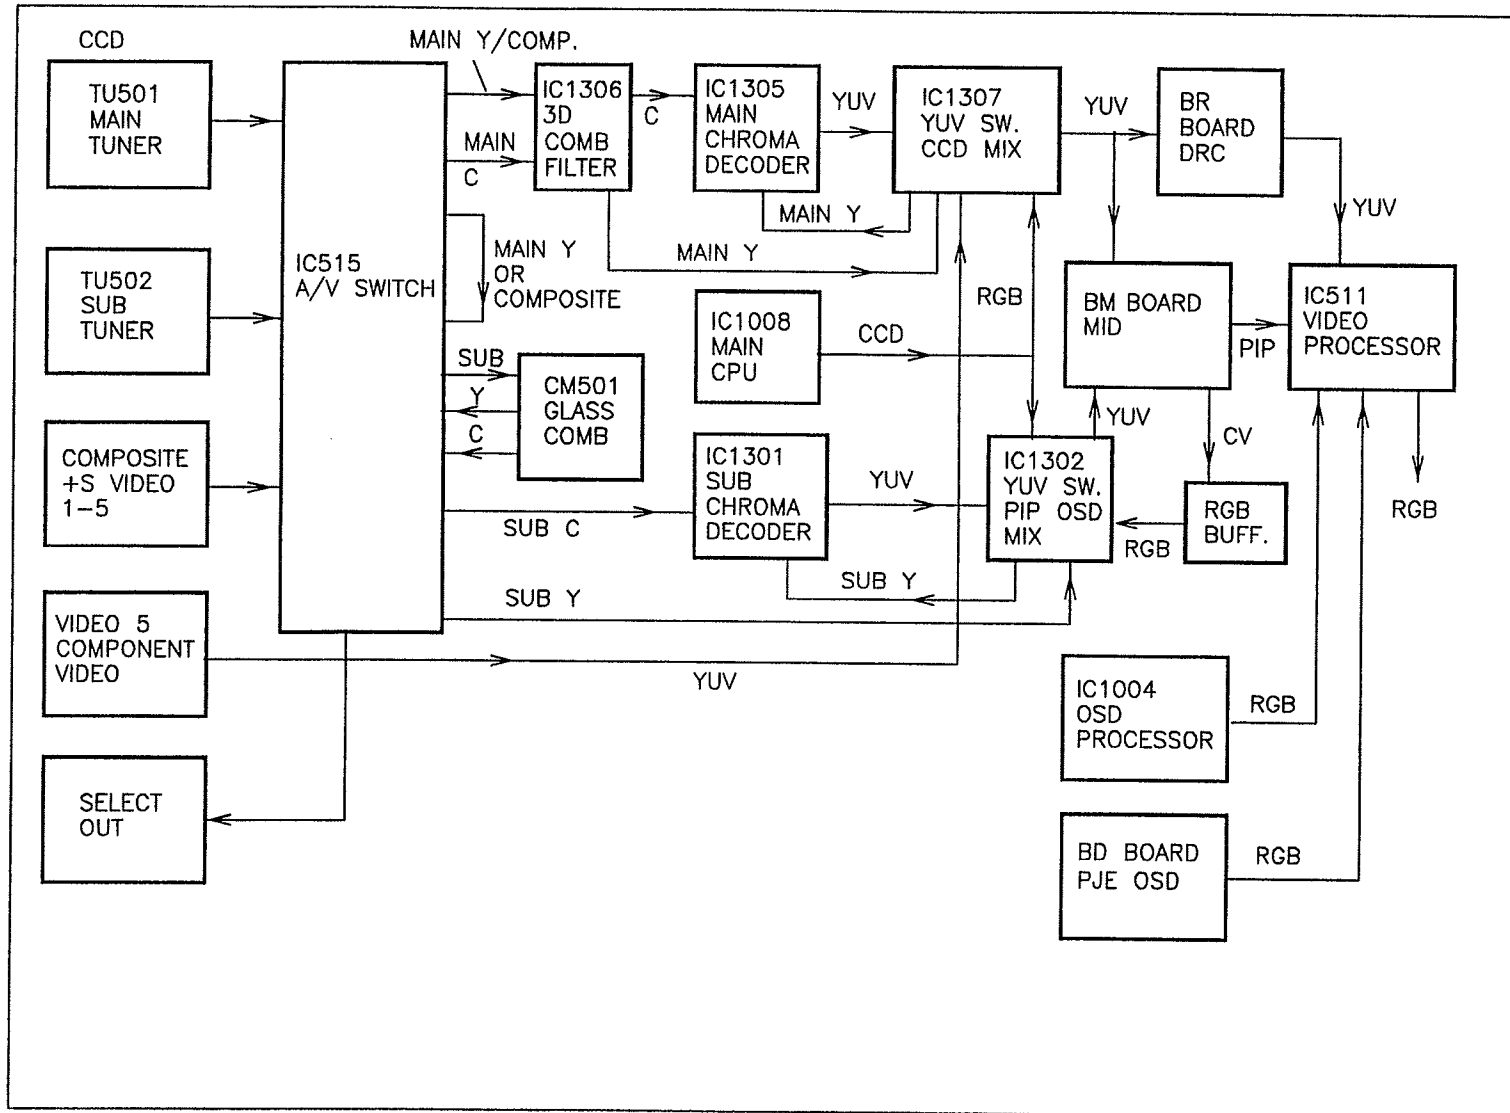 CCD
TU501
MAIN
TUNER
TU502
SUB
TUNER
COMPOSITE
+S VIDEO
1-5
VIDEO 5
COMPONENT
VIDEO
SELECT
OUT
IC515
A/V SWITCH
MAIN Y/COMP.
MAIN
C
MAIN Y
OR
COMPOSITE
SUB
Y
C
SUB C
SUB Y
YUV
IC1306
3D
COMB
FILTER
C
MAIN Y
CM501
GLASS
COMB
IC1305
MAIN
CHROMA
DECODER
YUV
MAIN Y
IC1008
MAIN
CPU
CCD
IC1301
SUB
CHROMA
DECODER
YUV
SUB Y
IC1307
YUV SW.
CCD MIX
YUV
RGB
IC1302
YUV SW.
PIP OSD
MIX
YUV
BR
BOARD
DRC
YUV
BM BOARD
MID
PIP
CV
RGB
BUFF.
RGB
IC511
VIDEO
PROCESSOR
RGB
IC1004
OSD
PROCESSOR
RGB
BD BOARD
PJE OSD
RGB